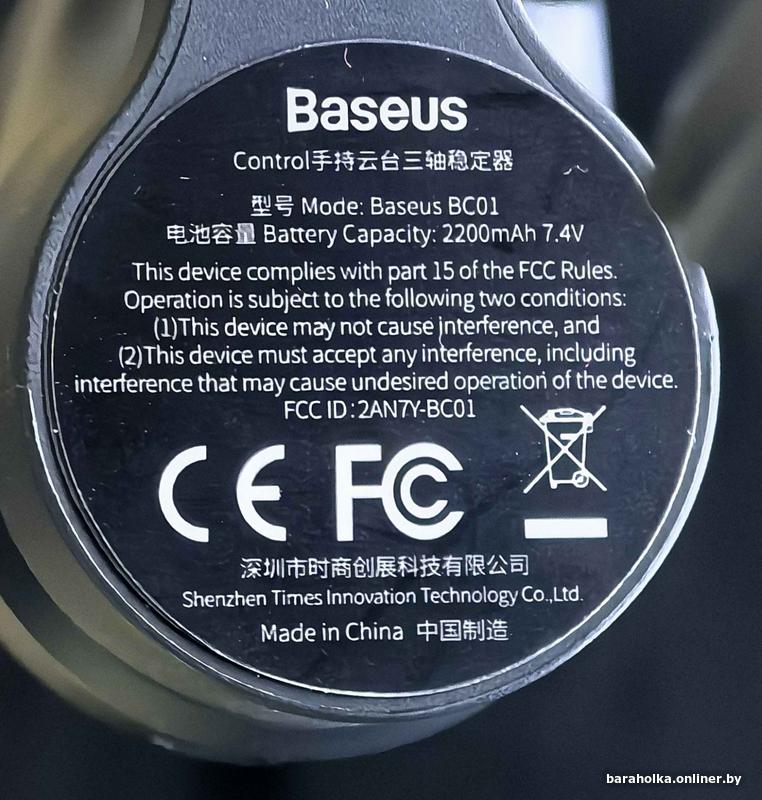 Baseus
Control手持云台三轴稳定器
型号 Mode: Baseus BC01
电池容量 Battery Capacity: 2200mAh 7.4V
This device complies with part 15 of the FCC Rules.
Operation is subject to the following two conditions:
(1)This device may not cause interference, and
(2)This device must accept any interference, including
interference that may cause undesired operation of the device.
FCC ID:2AN7Y-BC01
CE FC
深圳市时商创展科技有限公司
Shenzhen Times Innovation Technology Co.,Ltd.
Made in China 中国制造
baraholka.onliner.by